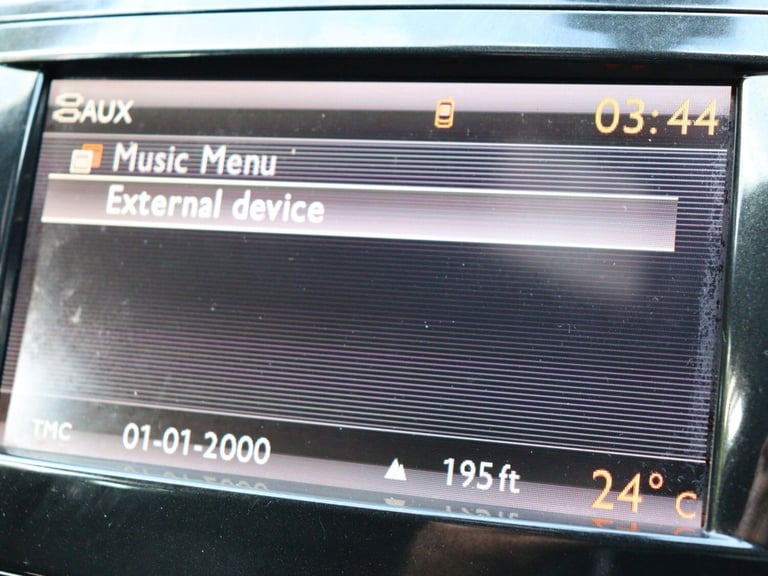 AUX 03:44
Music Menu
External device
TMC 01-01-2000 195ft 24°C